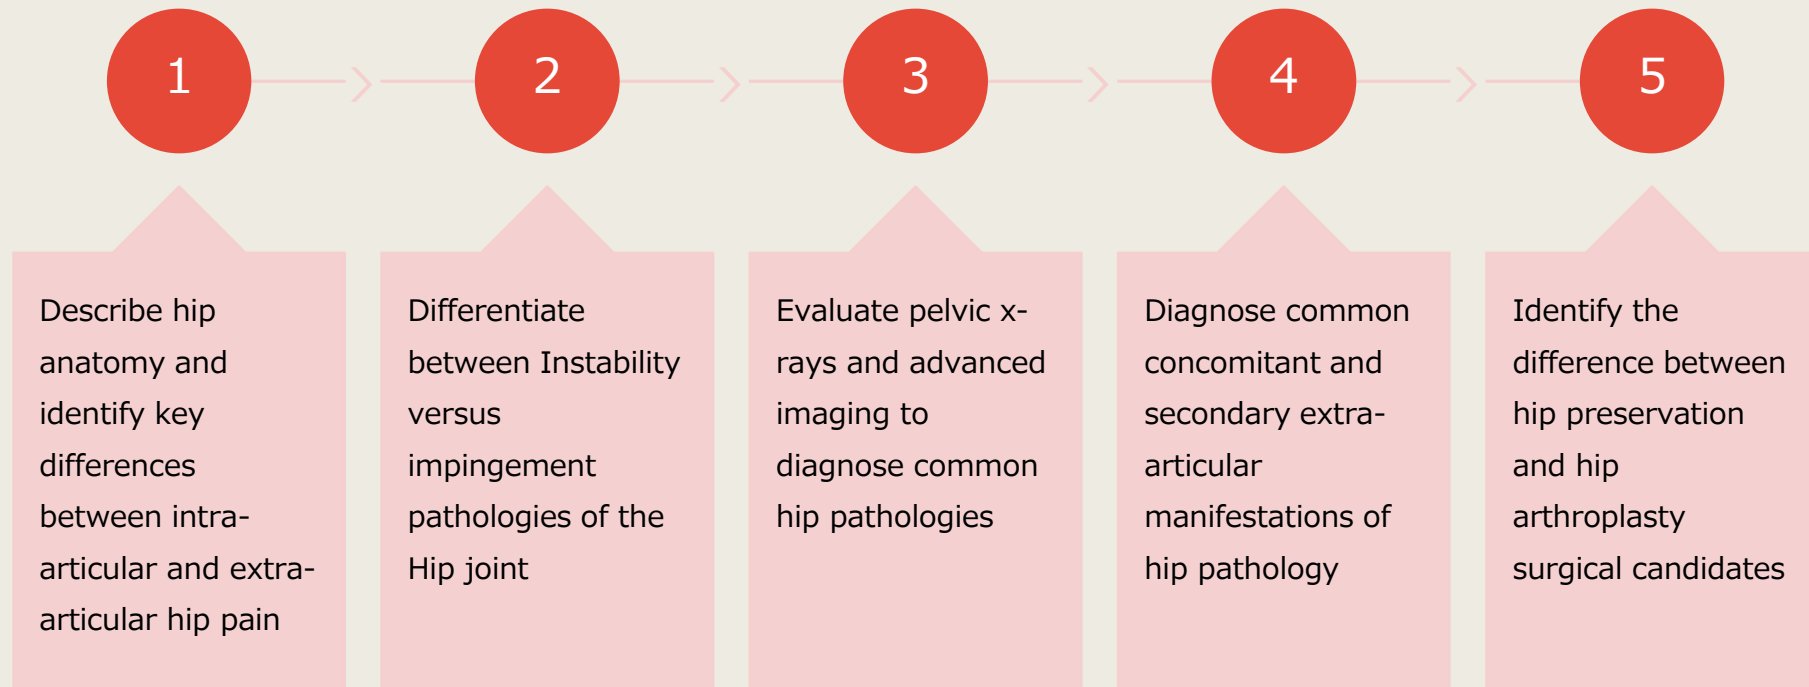 1
Describe hip
anatomy and
identify key
differences
between intra-
articular and extra-
articular hip pain
2
Differentiate
between Instability
versus
impingement
pathologies of the
Hip joint
3
Evaluate pelvic x-
rays and advanced
imaging to
diagnose common
hip pathologies
4
Diagnose common
concomitant and
secondary extra-
articular
manifestations of
hip pathology
5
Identify the
difference between
hip preservation
and hip
arthroplasty
surgical candidates